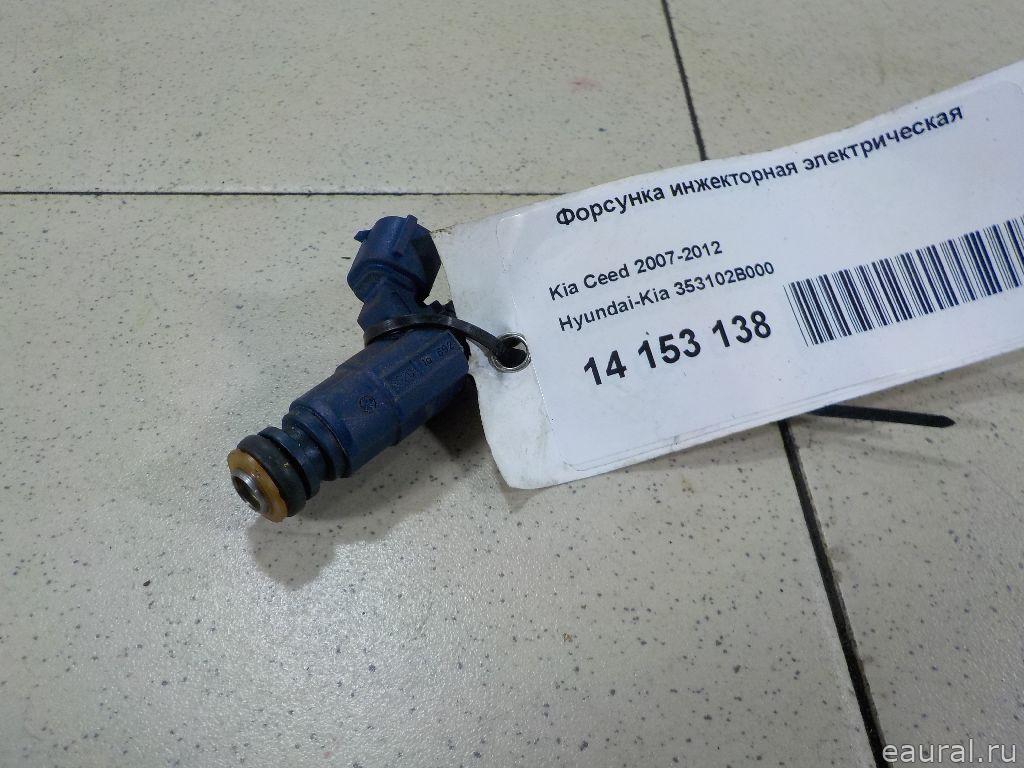 Форсунка инжекторная электрическая
Kia Ceed 2007-2012
Hyundai-Kia 353102B000
14 153 138
eaural.ru